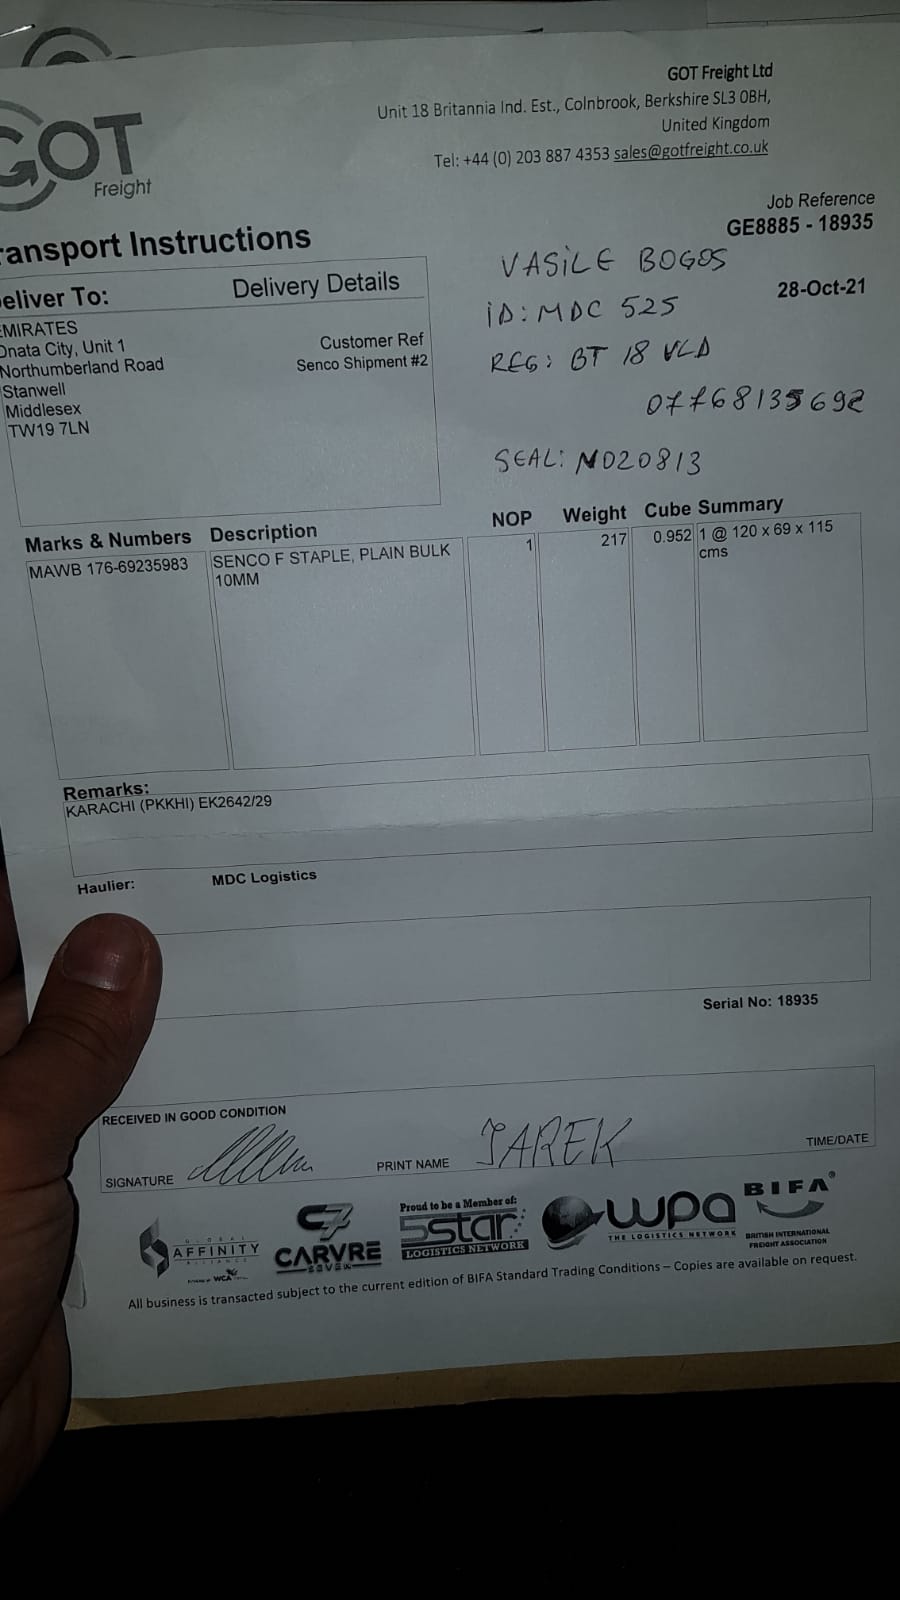 GOT Freight Ltd
Unit 18 Britannia Ind. Est., Colnbrook, Berkshire SL3 0BH,
United Kingdom
Tel: +44 (0) 203 887 4353 sales@gotfreight.co.uk
GOT
Freight
Job Reference
GE8885 - 18935
ransport Instructions
VASILE BOGOS
28-Oct-21
eliver To:
Delivery Details
ID: MDC 525
MIRATES
Dnata City, Unit 1
Northumberland Road
Stanwell
Middlesex
TW19 7LN
Customer Ref
Senco Shipment #2
REG: BT 18 VLD
07768135692
SEAL: N020813
Marks & Numbers Description NOP Weight Cube Summary
MAWB 176-69235983 SENCO F STAPLE, PLAIN BULK 1 217 0.952 1 @ 120 x 69 x 115
10MM cms
Remarks:
KARACHI (PKKHI) EK2642/29
Haulier: MDC Logistics
Serial No: 18935
RECEIVED IN GOOD CONDITION
SIGNATURE PRINT NAME JAREK TIME/DATE
GLOBAL
AFFINITY
ALLIANCE
WCA
C7
CARVRE
SEVEN
Proud to be a Member of:
5star
LOGISTICS NETWORK
wpa
THE LOGISTICS NETWORK
BIFA®
BRITISH INTERNATIONAL
FREIGHT ASSOCIATION
All business is transacted subject to the current edition of BIFA Standard Trading Conditions – Copies are available on request.